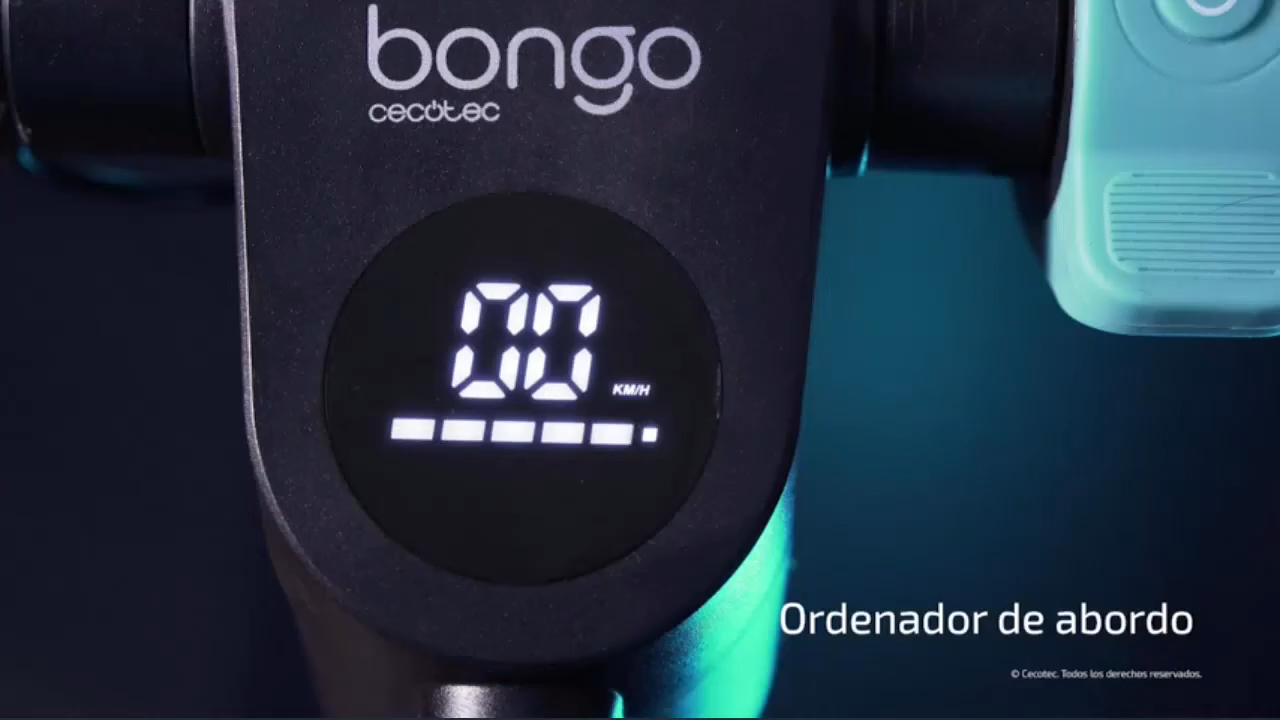 bongo
cecotec
00
KM/H
Ordenador de abordo
© Cecotec. Todos los derechos reservados.